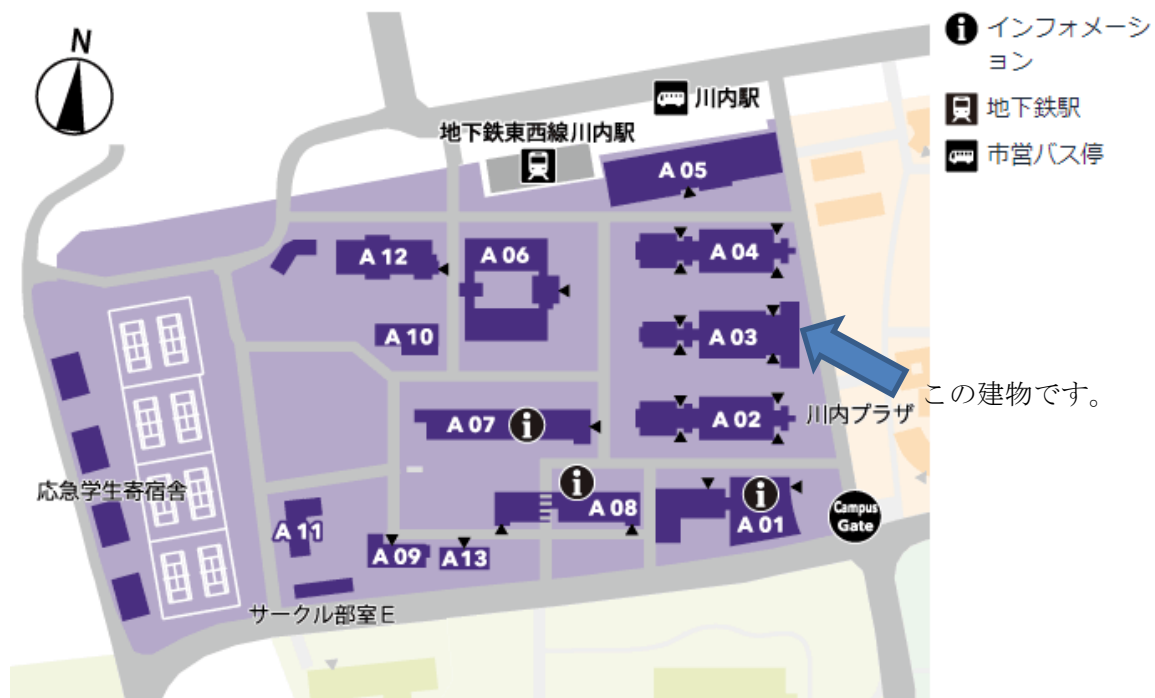 N
インフォメーシ
ョン
地下鉄駅
市営バス停
川内駅
地下鉄東西線川内駅
A 05
A 12
A 06
A 04
A 10
A 03
この建物です。
A 07
A 02
川内プラザ
応急学生寄宿舎
A 08
A 01
Campus
Gate
A 11
A 09
A 13
サークル部室E